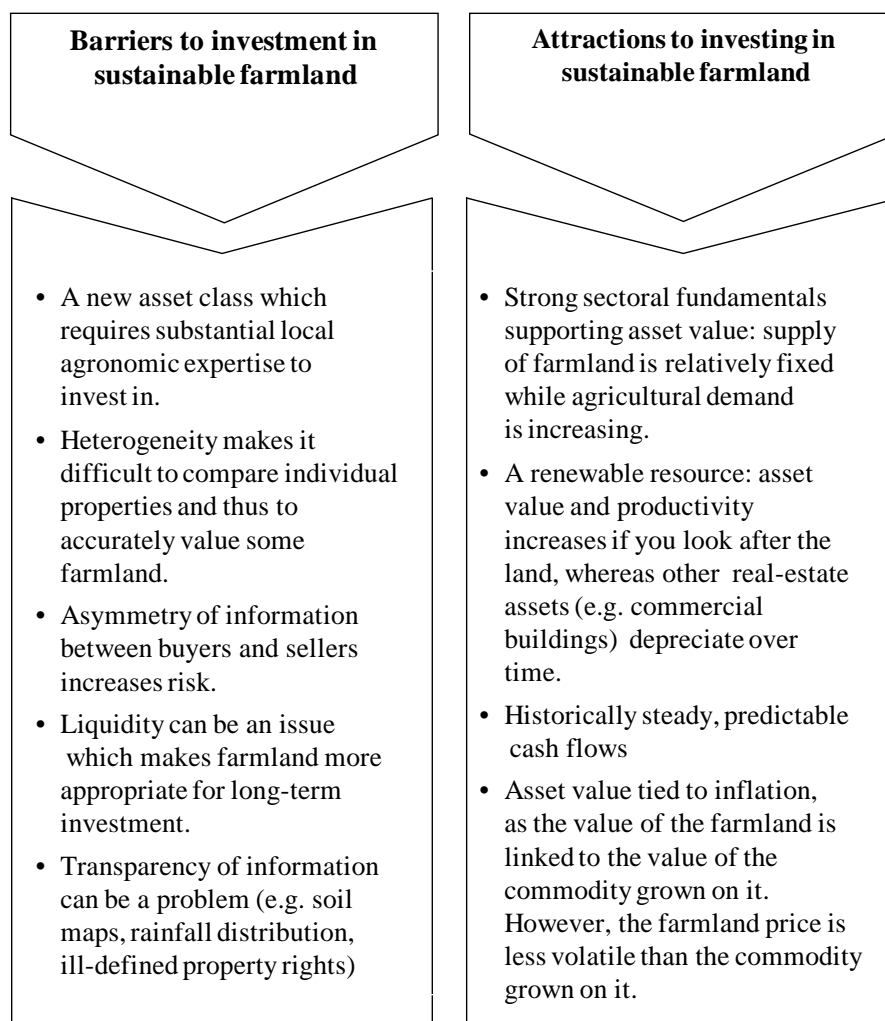 Barriers to investment in
sustainable farmland
• A new asset class which
requires substantial local
agronomic expertise to
invest in.
• Heterogeneity makes it
difficult to compare individual
properties and thus to
accurately value some
farmland.
• Asymmetry of information
between buyers and sellers
increases risk.
• Liquidity can be an issue
which makes farmland more
appropriate for long-term
investment.
• Transparency of information
can be a problem (e.g. soil
maps, rainfall distribution,
ill-defined property rights)
Attractions to investing in
sustainable farmland
• Strong sectoral fundamentals
supporting asset value: supply
of farmland is relatively fixed
while agricultural demand
is increasing.
• A renewable resource: asset
value and productivity
increases if you look after the
land, whereas other real-estate
assets (e.g. commercial
buildings) depreciate over
time.
• Historically steady, predictable
cash flows
• Asset value tied to inflation,
as the value of the farmland is
linked to the value of the
commodity grown on it.
However, the farmland price is
less volatile than the commodity
grown on it.